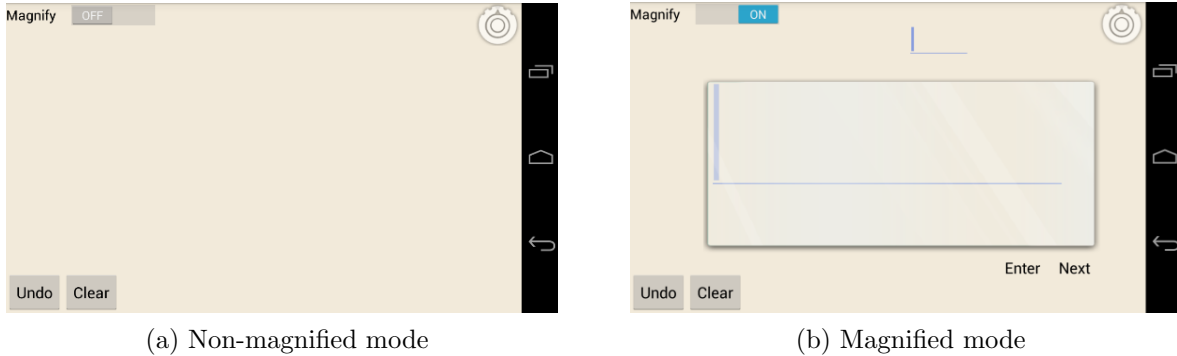 Magnify OFF
Magnify ON
Enter Next
Undo Clear
Undo Clear
(a) Non-magnified mode
(b) Magnified mode